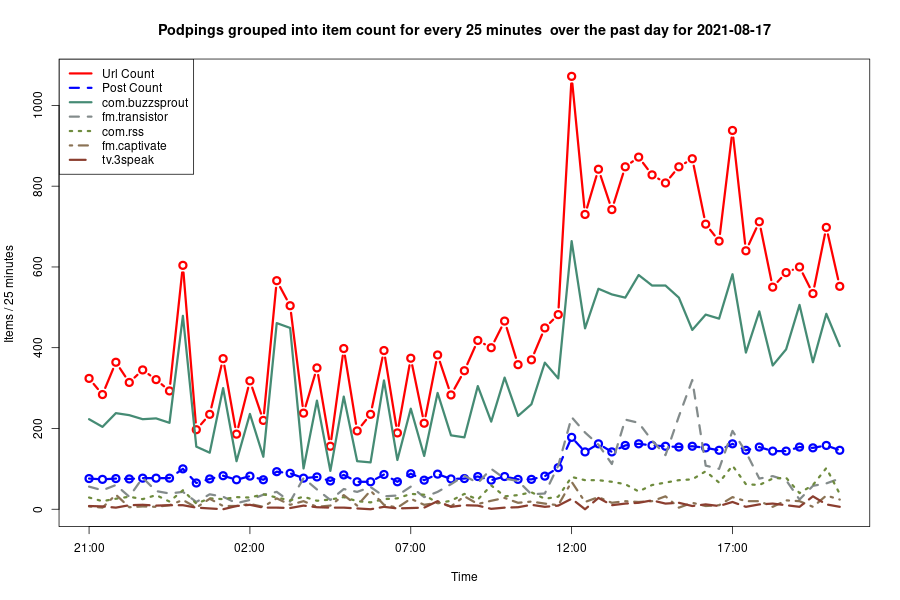 Podpings grouped into item count for every 25 minutes  over the past day for 2021-08-17
Url Count
Post Count
com.buzzsprout
fm.transistor
com.rss
fm.captivate
tv.3speak
Items / 25 minutes
1000
800
600
400
200
0
21:00 02:00 07:00 12:00 17:00
Time